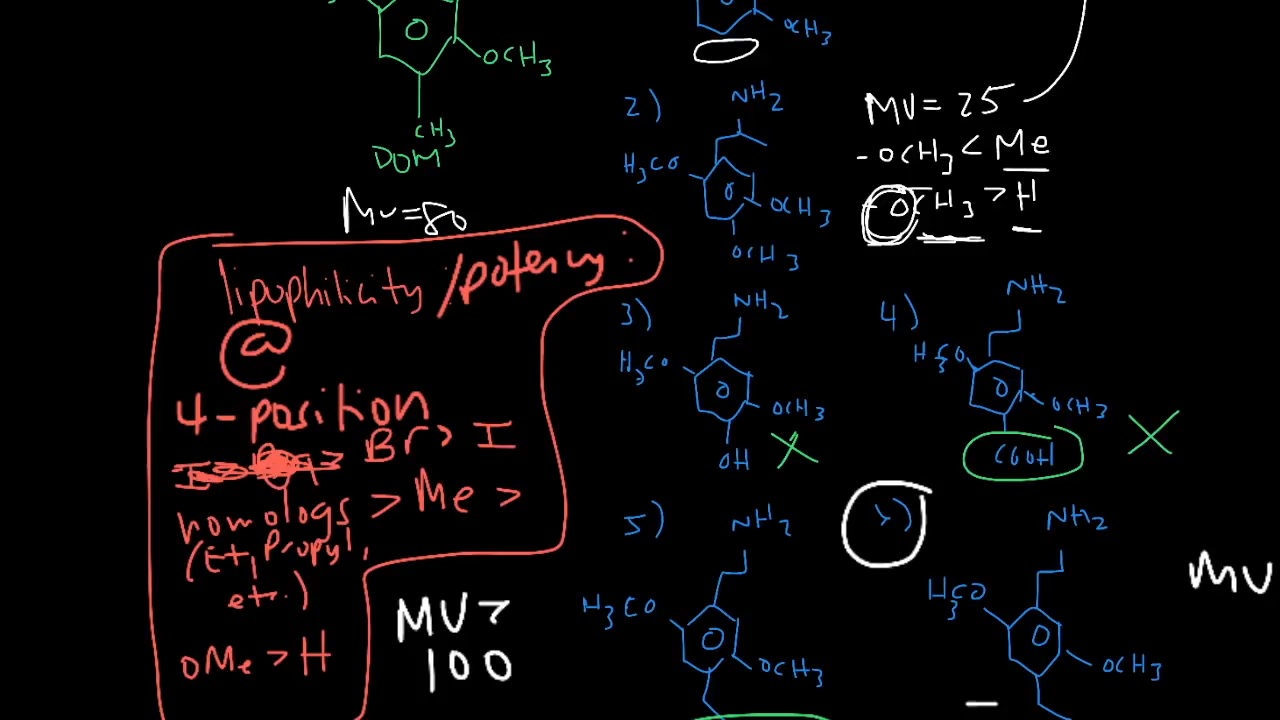 OCH3
CH3
DOM
Mv=80
lipophilicity/potency:
@
4-position
Br > I
homologs > Me >
(Et, Propyl,
etc.)
OMe > H
MV >
100
OCH3
2)
NH2
H3CO
OCH3
OCH3
MV = 25
-OCH3 < Me
-OCH3 > H
3)
NH2
H3CO
OCH3
OH
4)
NH2
H3CO
OCH3
COOH
5)
NH2
H3CO
OCH3
NH2
H3CO
OCH3
MV